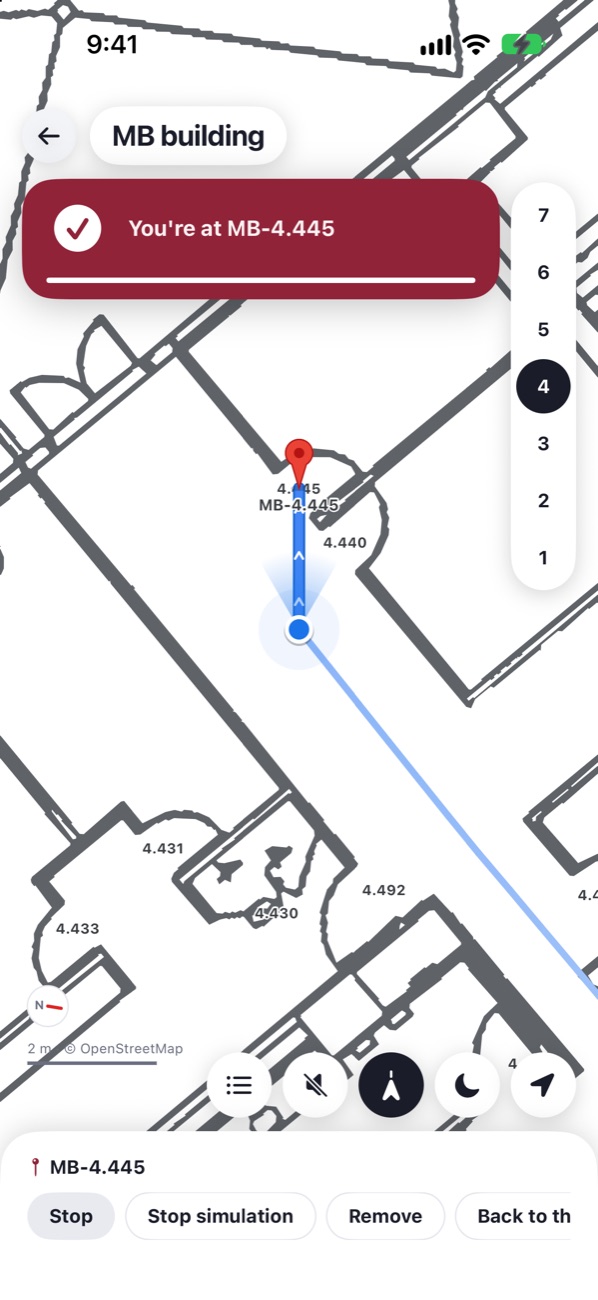 9:41
MB building
You're at MB-4.445
7
6
5
4
3
2
1
MB-4.445
4.440
4.431
4.492
4.430
4.433
N
2 m
© OpenStreetMap
MB-4.445
Stop
Stop simulation
Remove
Back to th